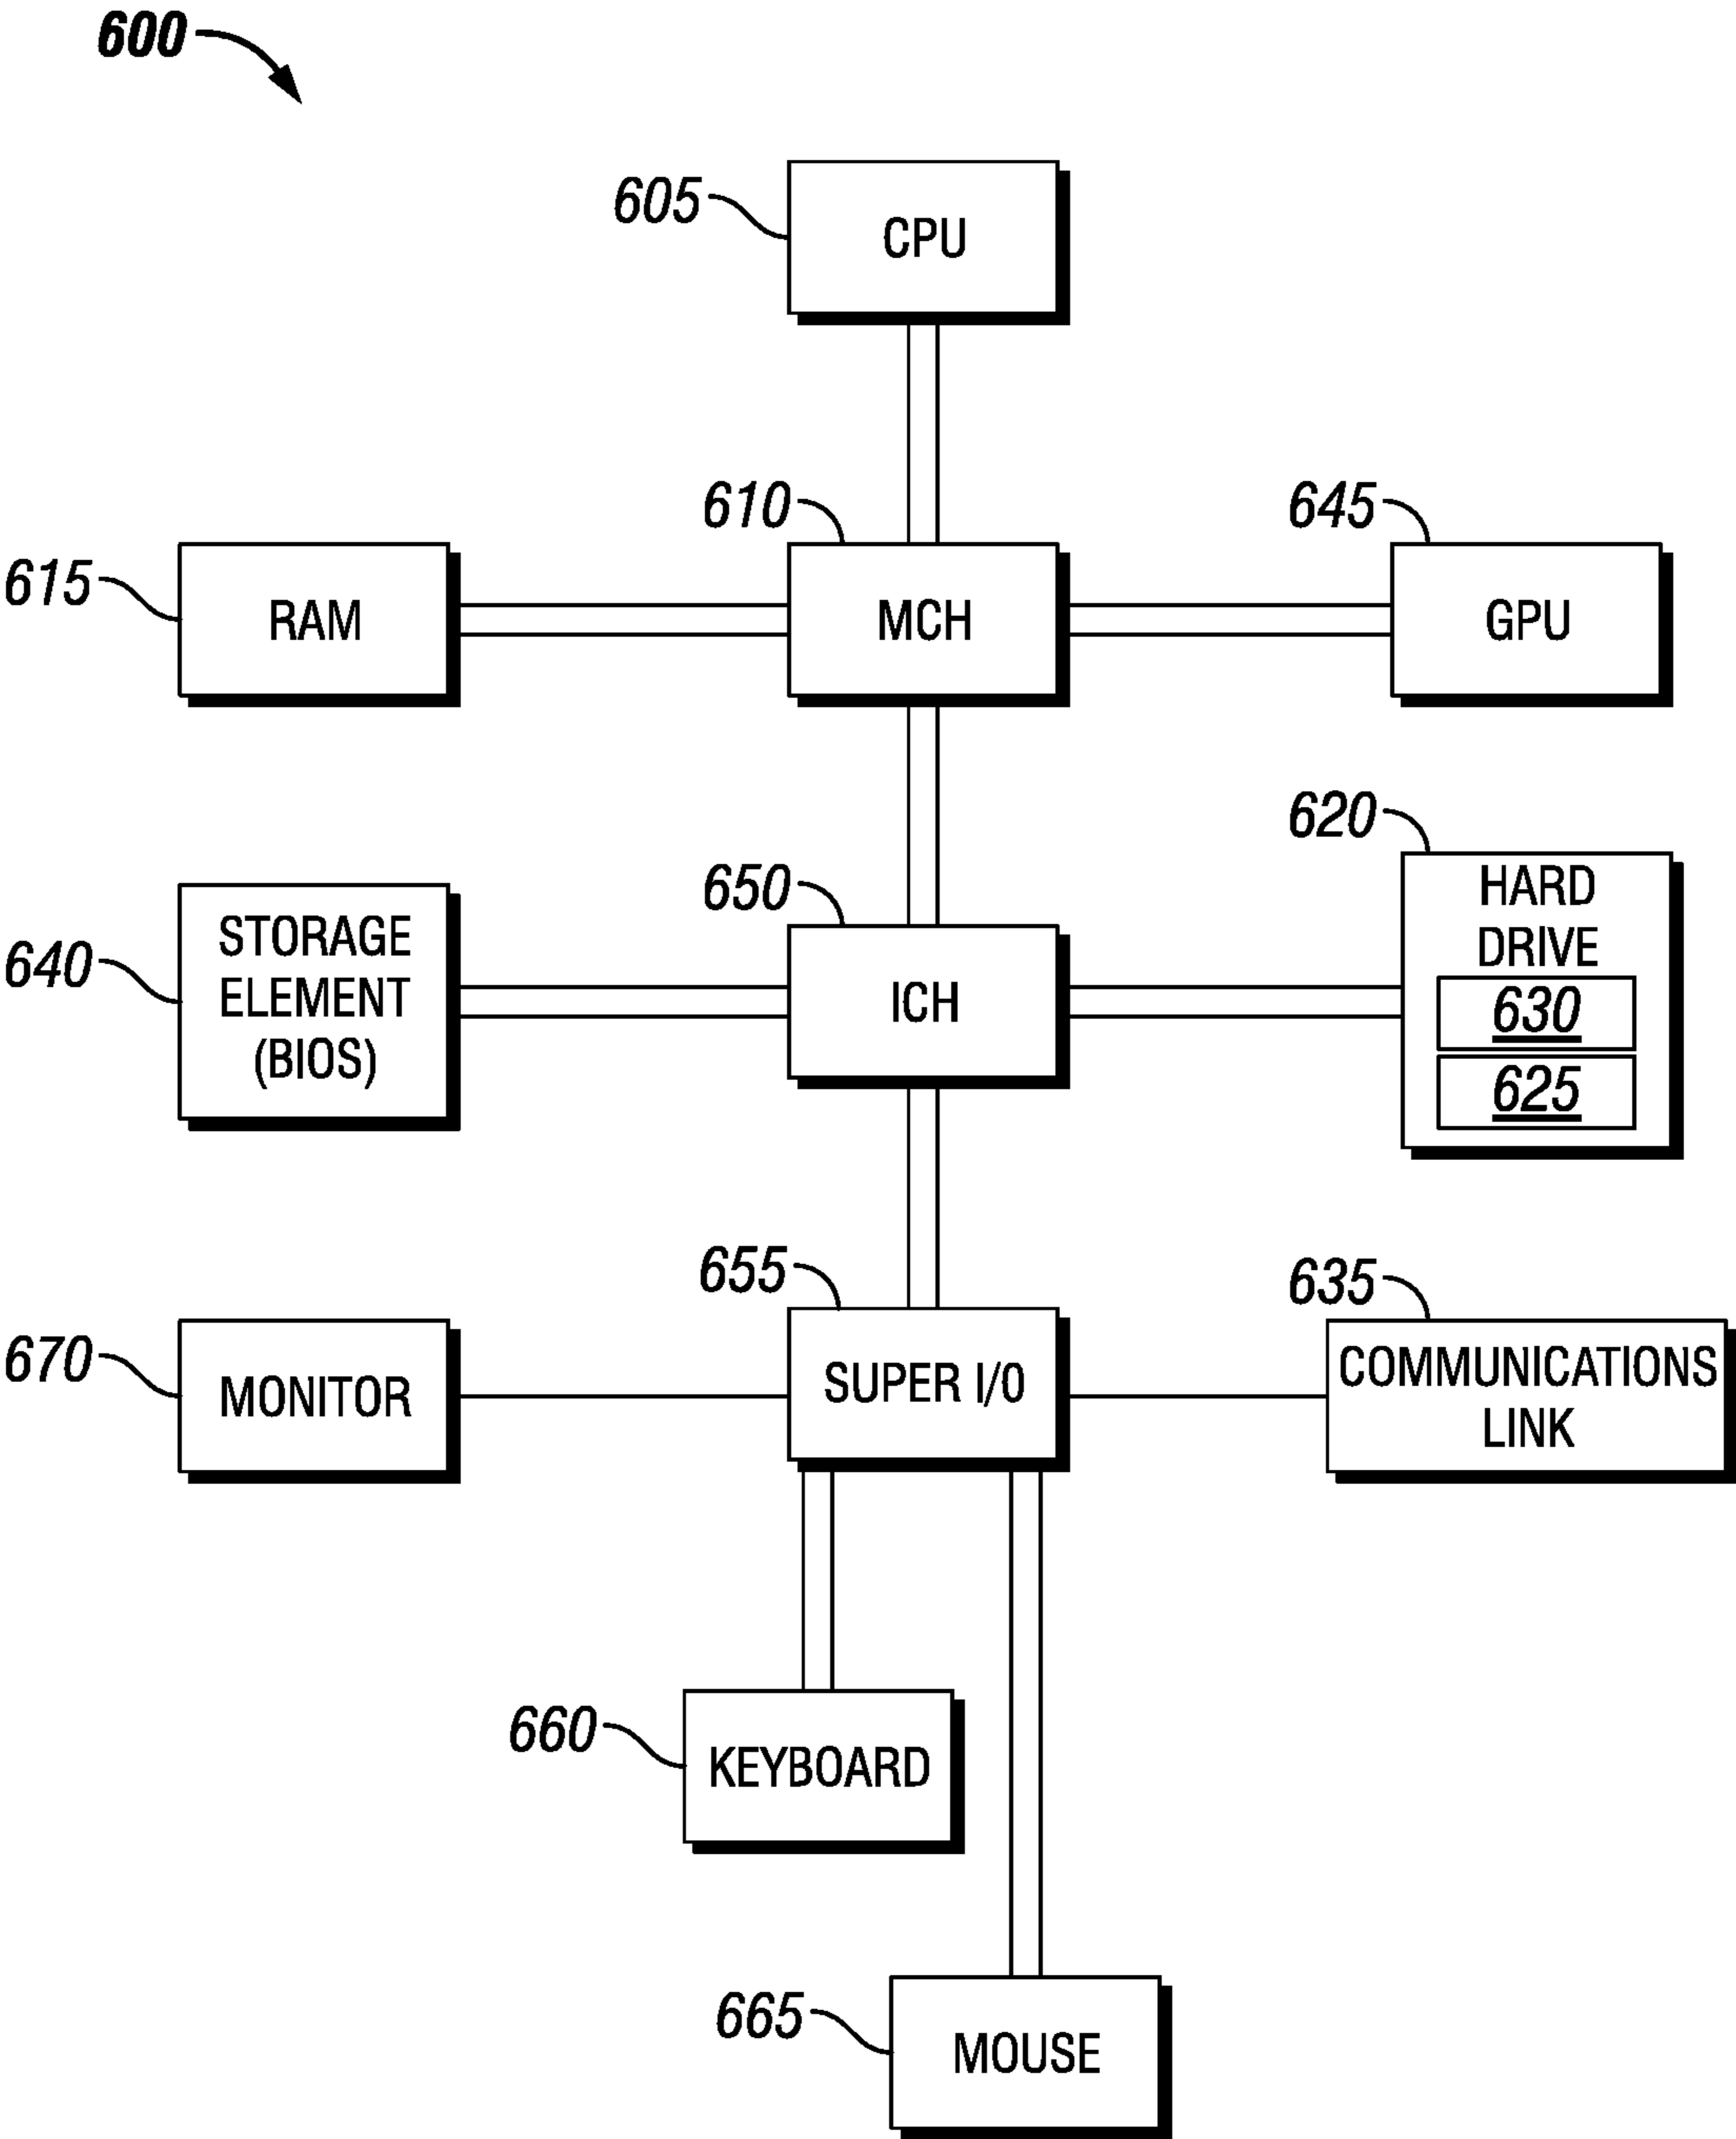 600
605
CPU
610
645
615
RAM
MCH
GPU
620
650
HARD
DRIVE
640
STORAGE
ELEMENT
(BIOS)
ICH
630
625
655
635
670
MONITOR
SUPER I/O
COMMUNICATIONS
LINK
660
KEYBOARD
665
MOUSE